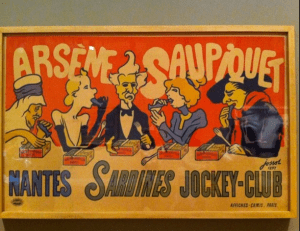 ARSÈNE SAUPIQUET
NANTES SARDINES JOCKEY-CLUB